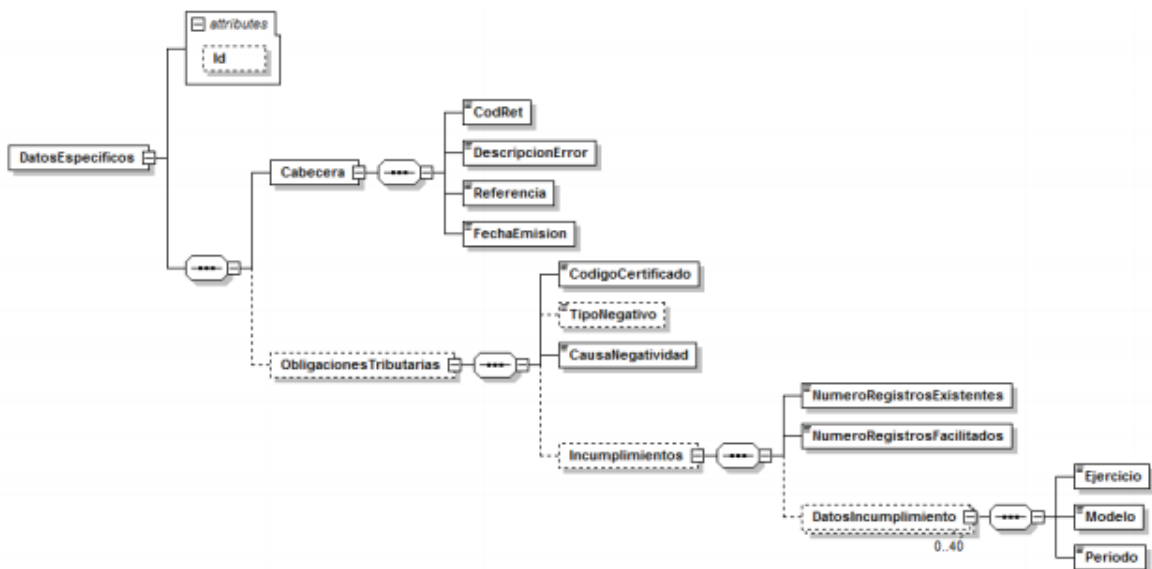 attributes
Id
DatosEspecificos
Cabecera
CodRet
DescripcionError
Referencia
FechaEmision
ObligacionesTributarias
CodigoCertificado
TipoNegativo
CausaNegatividad
Incumplimientos
NumeroRegistrosExistentes
NumeroRegistrosFacilitados
DatosIncumplimiento
0..40
Ejercicio
Modelo
Periodo